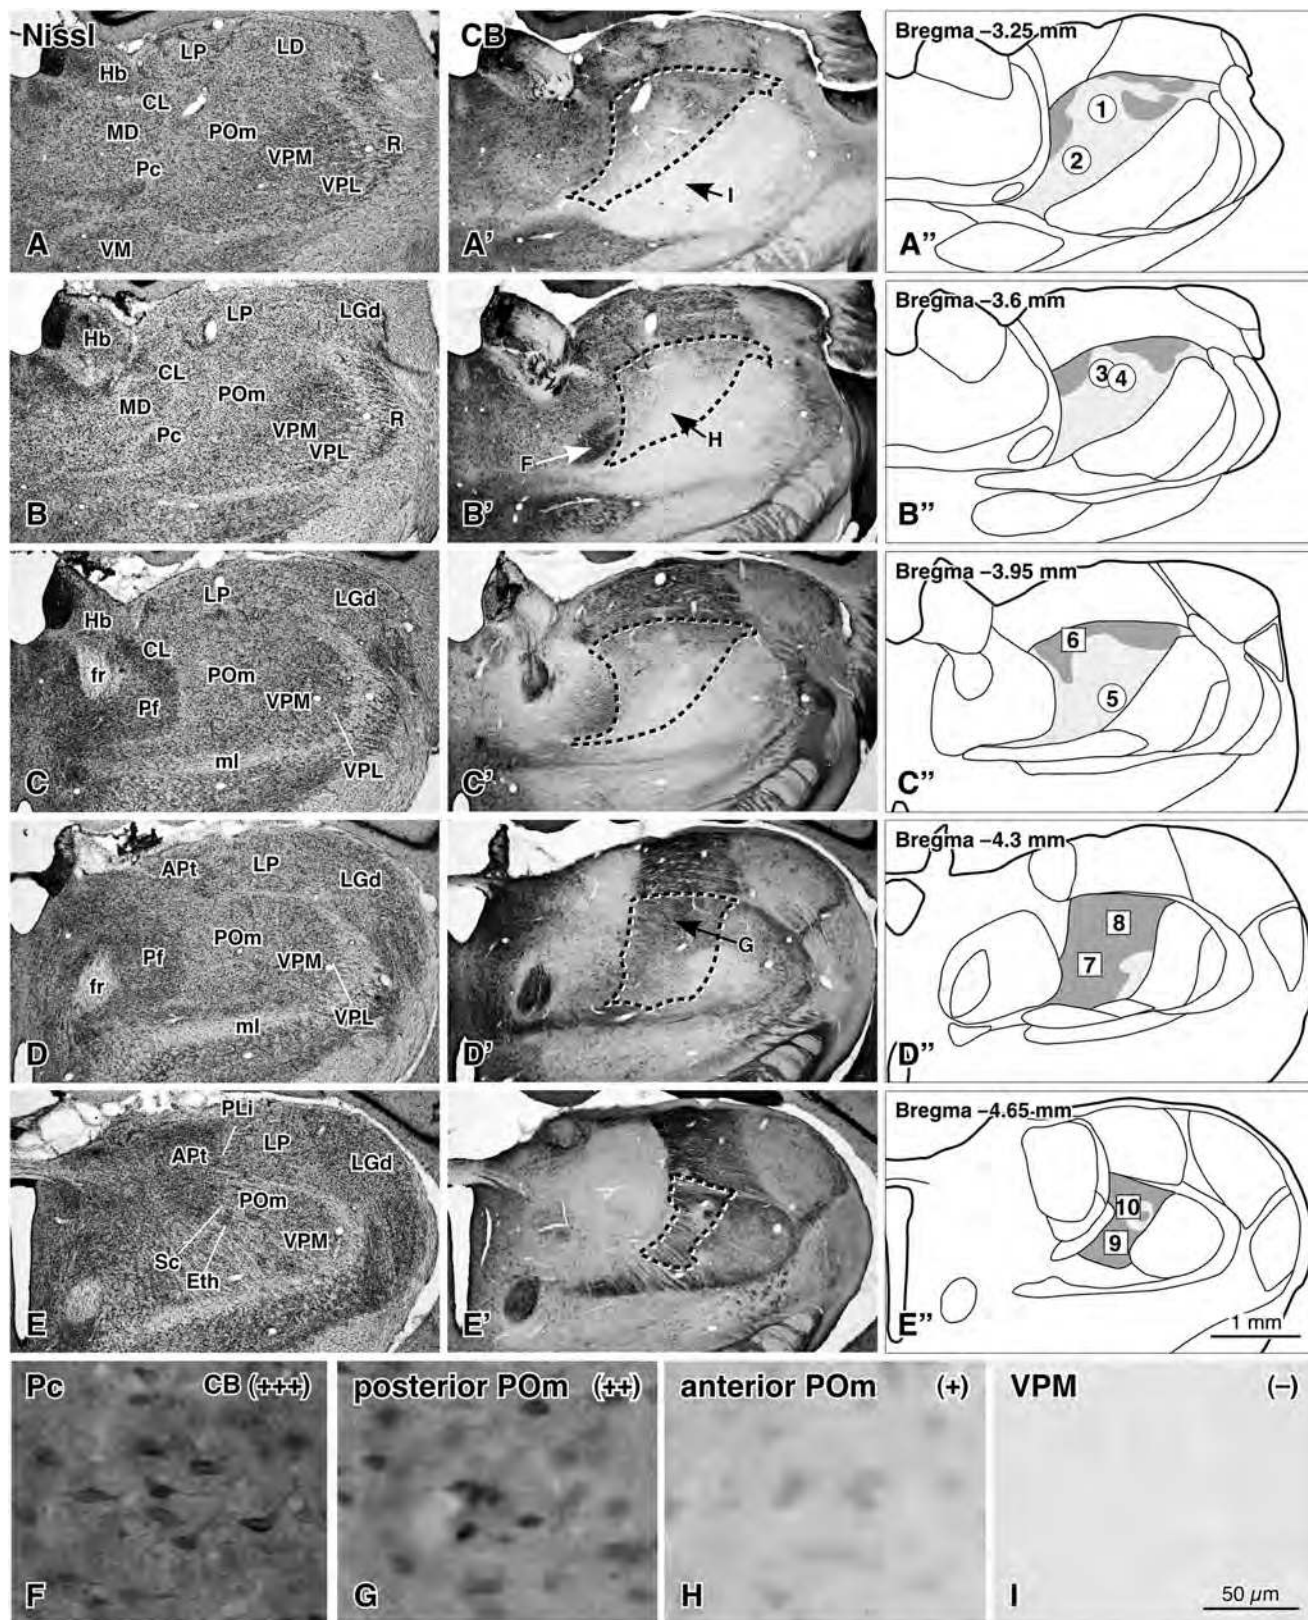 Nissl
Hb
LP
LD
CL
MD
POm
R
Pc
VPM
VPL
VM
A
CB
I
A'
Bregma –3.25 mm
1
2
A”
Hb
LP
LGd
CL
POm
MD
Pc
VPM
R
VPL
B
H
F
B'
Bregma –3.6 mm
3
4
B”
LP
LGd
Hb
CL
fr
POm
VPM
Pf
ml
VPL
C
C'
Bregma –3.95 mm
6
5
C”
APt
LP
LGd
POm
Pf
VPM
fr
VPL
ml
D
G
D'
Bregma –4.3 mm
8
7
D”
PLi
LP
APt
LGd
POm
VPM
Sc
Eth
E
E'
Bregma –4.65 mm
10
9
E”
1 mm
Pc CB (+++)
F
posterior POm (++)
G
anterior POm (+)
H
VPM (–)
I
50 µm